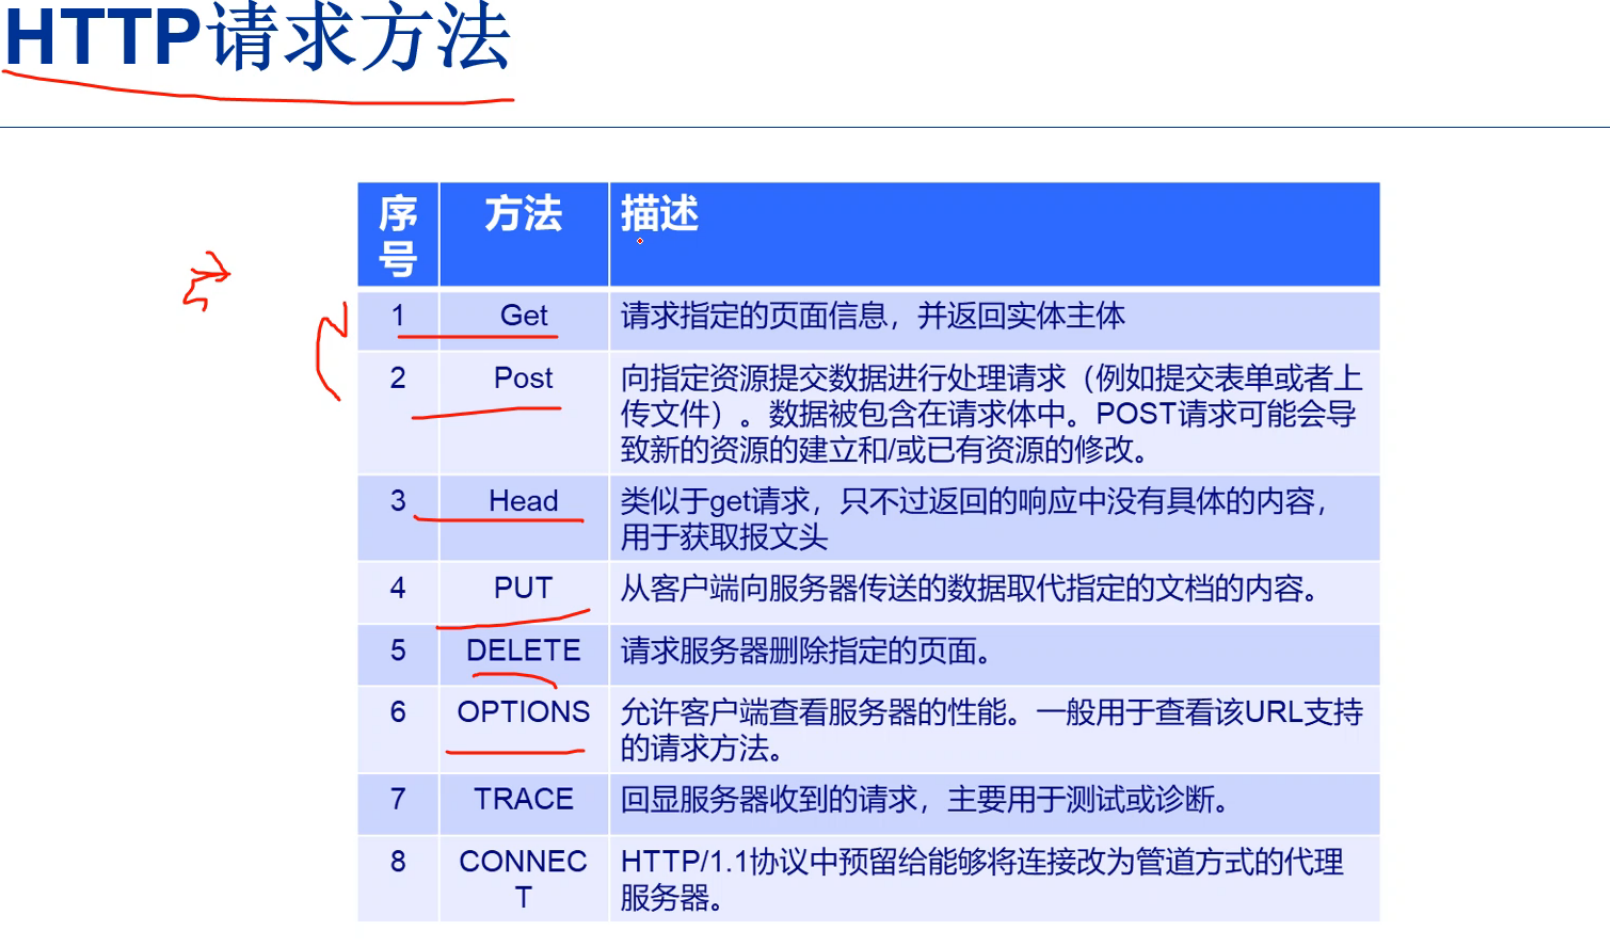 HTTP请求方法
序号 方法 描述
1 Get 请求指定的页面信息，并返回实体主体
2 Post 向指定资源提交数据进行处理请求（例如提交表单或者上
传文件）。数据被包含在请求体中。POST请求可能会导
致新的资源的建立和/或已有资源的修改。
3 Head 类似于get请求，只不过返回的响应中没有具体的内容，
用于获取报文头
4 PUT 从客户端向服务器传送的数据取代指定的文档的内容。
5 DELETE 请求服务器删除指定的页面。
6 OPTIONS 允许客户端查看服务器的性能。一般用于查看该URL支持
的请求方法。
7 TRACE 回显服务器收到的请求，主要用于测试或诊断。
8 CONNECT HTTP/1.1协议中预留给能够将连接改为管道方式的代理
服务器。